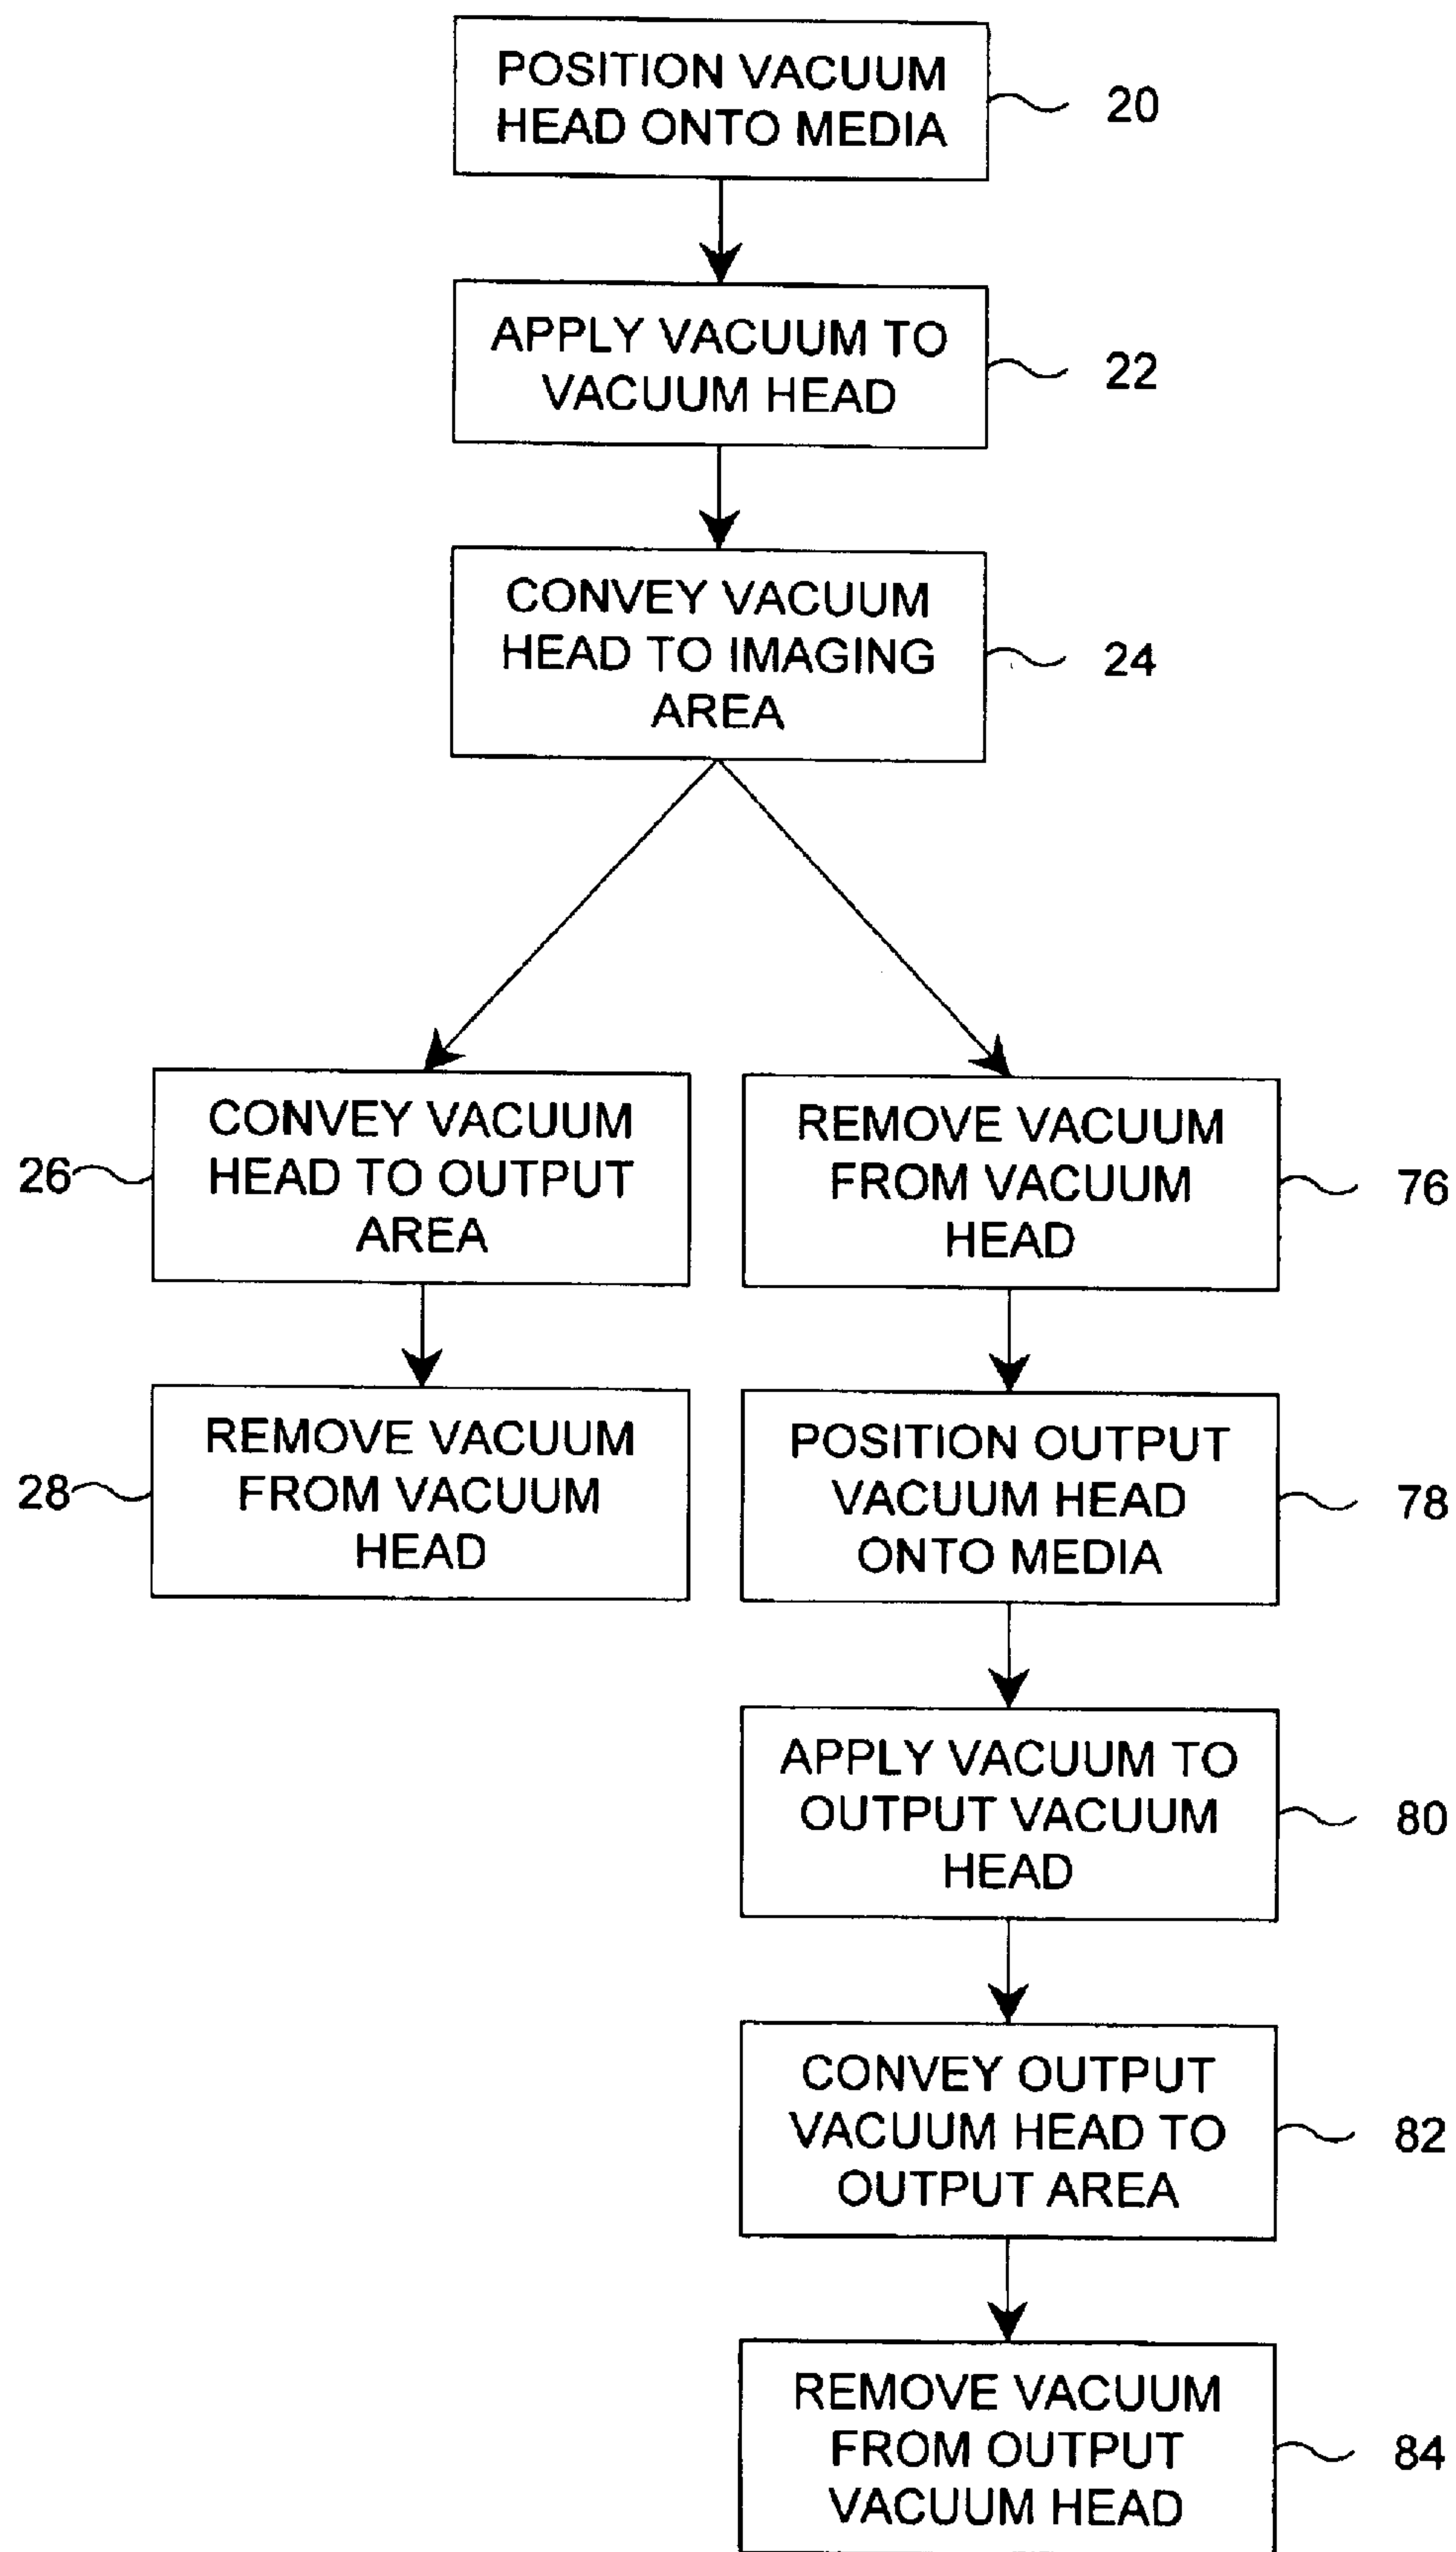 POSITION VACUUM
HEAD ONTO MEDIA
20
APPLY VACUUM TO
VACUUM HEAD
22
CONVEY VACUUM
HEAD TO IMAGING
AREA
24
26
CONVEY VACUUM
HEAD TO OUTPUT
AREA
28
REMOVE VACUUM
FROM VACUUM
HEAD
REMOVE VACUUM
FROM VACUUM
HEAD
76
POSITION OUTPUT
VACUUM HEAD
ONTO MEDIA
78
APPLY VACUUM TO
OUTPUT VACUUM
HEAD
80
CONVEY OUTPUT
VACUUM HEAD TO
OUTPUT AREA
82
REMOVE VACUUM
FROM OUTPUT
VACUUM HEAD
84